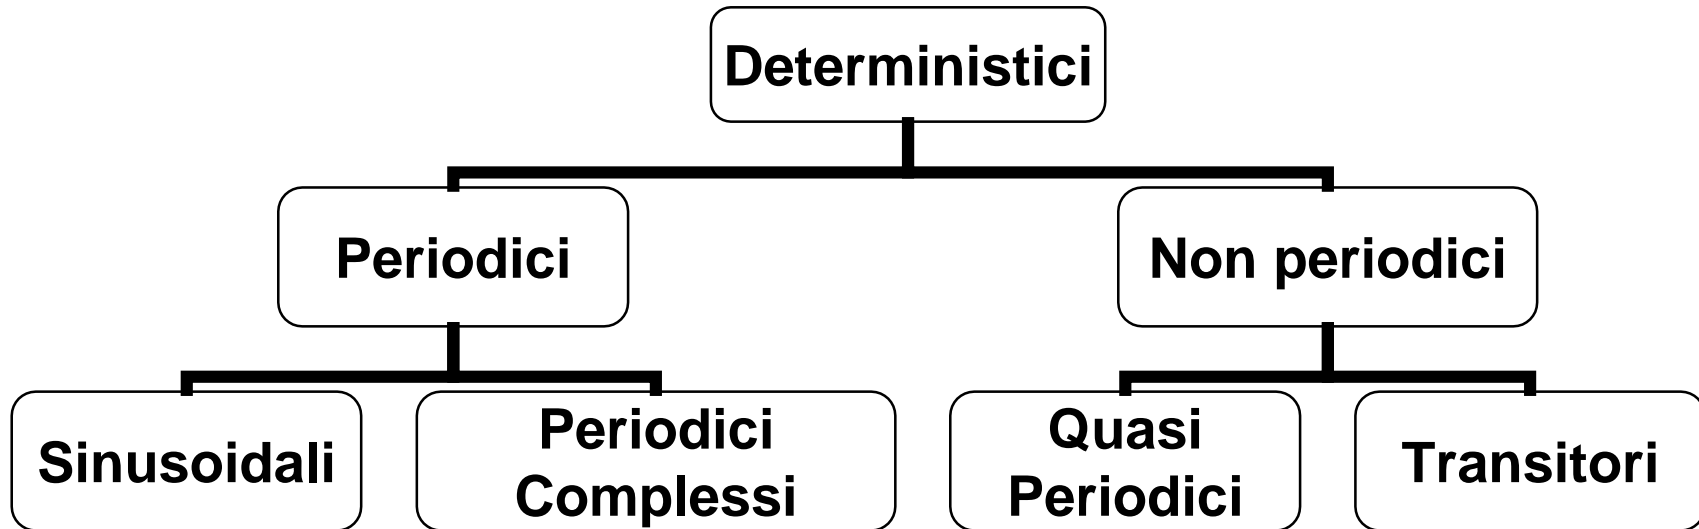 Deterministici
Periodici
Non periodici
Sinusoidali
Periodici
Complessi
Quasi
Periodici
Transitori